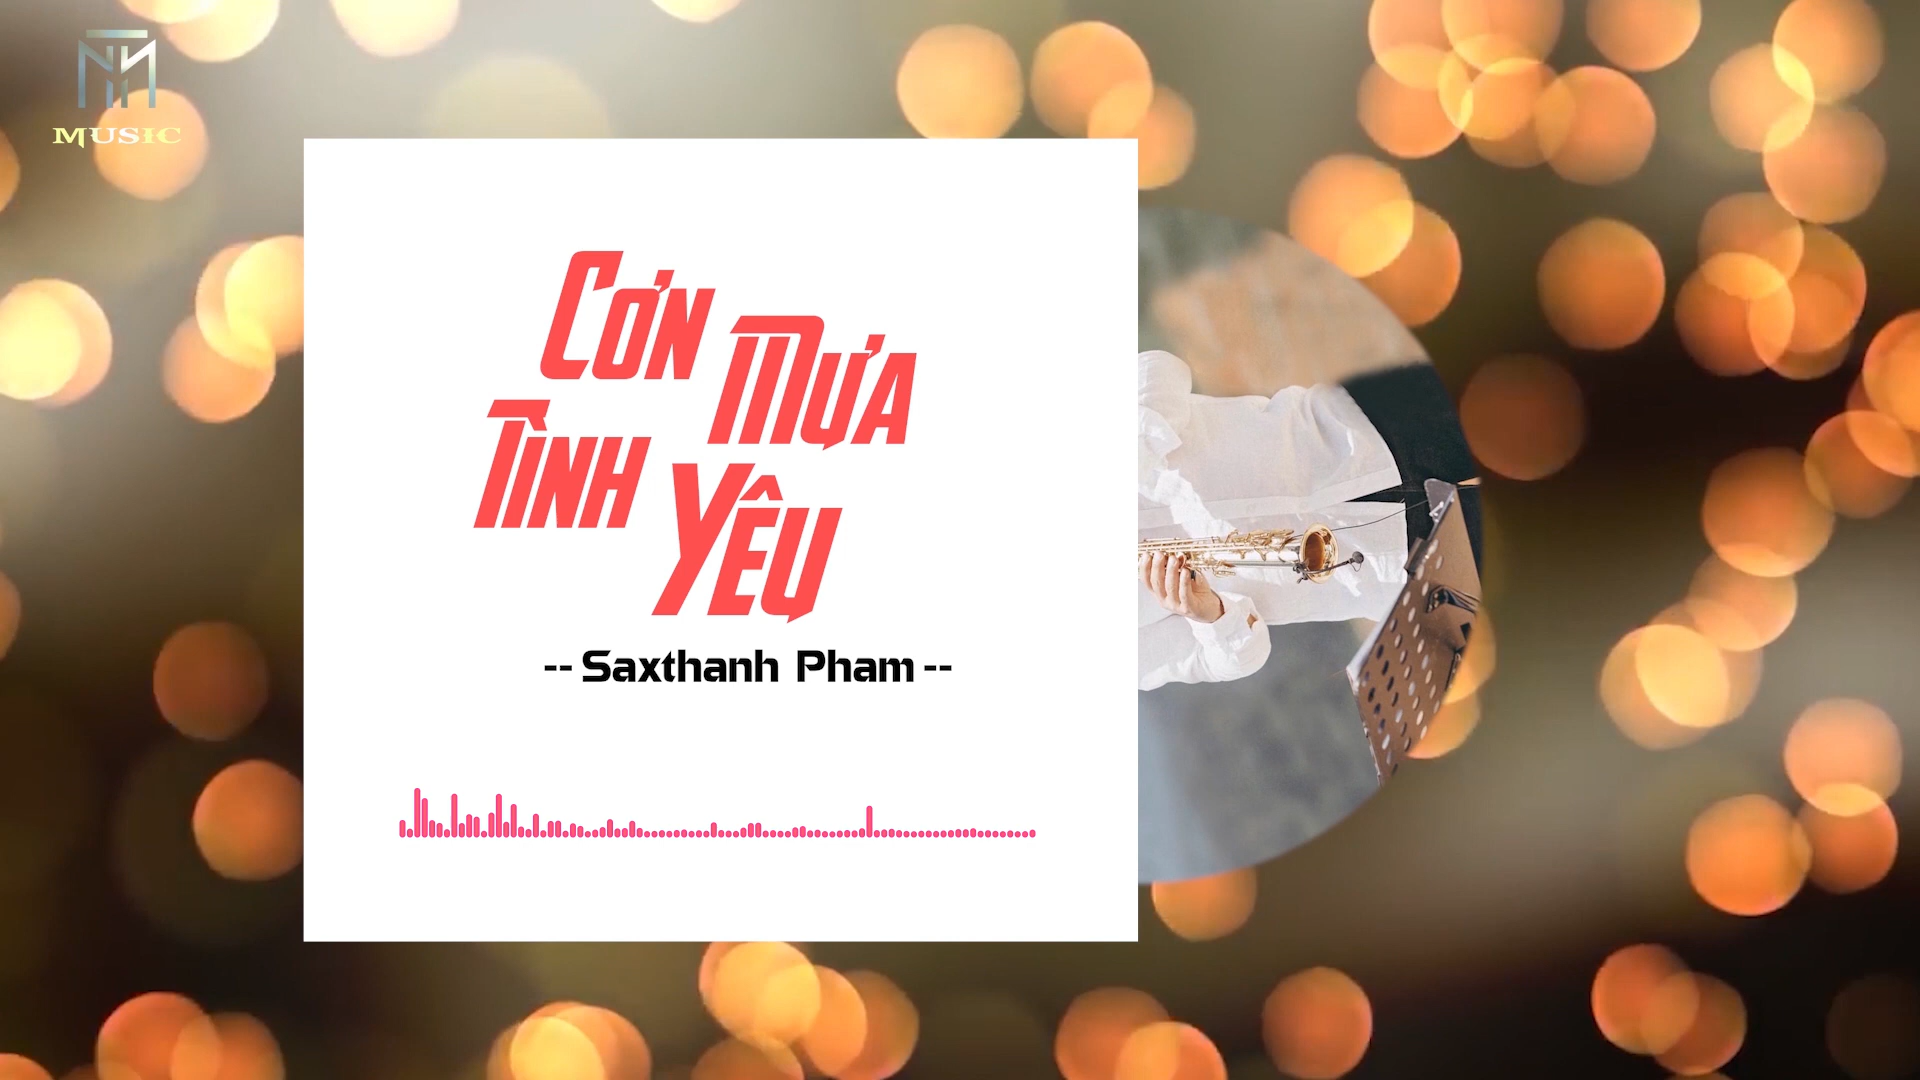 MUSIC
Cơn Mưa
Tình Yêu
-- Saxthanh Pham --